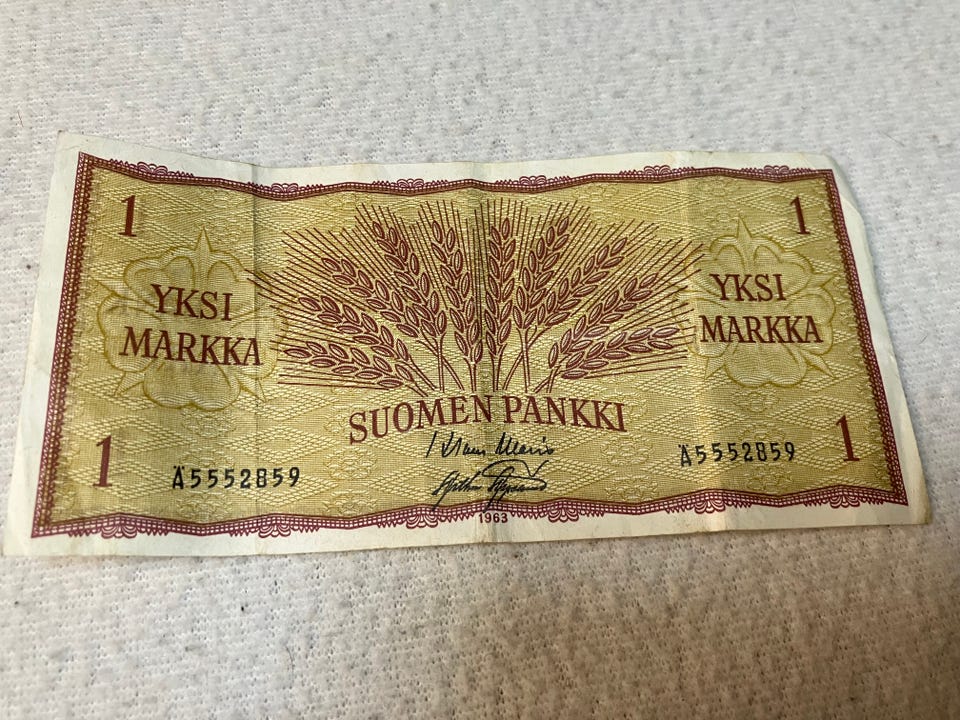 1
1
YKSI
MARKKA
YKSI
MARKKA
SUOMEN PANKKI
1
Ä5552859
Ä5552859
1
1963